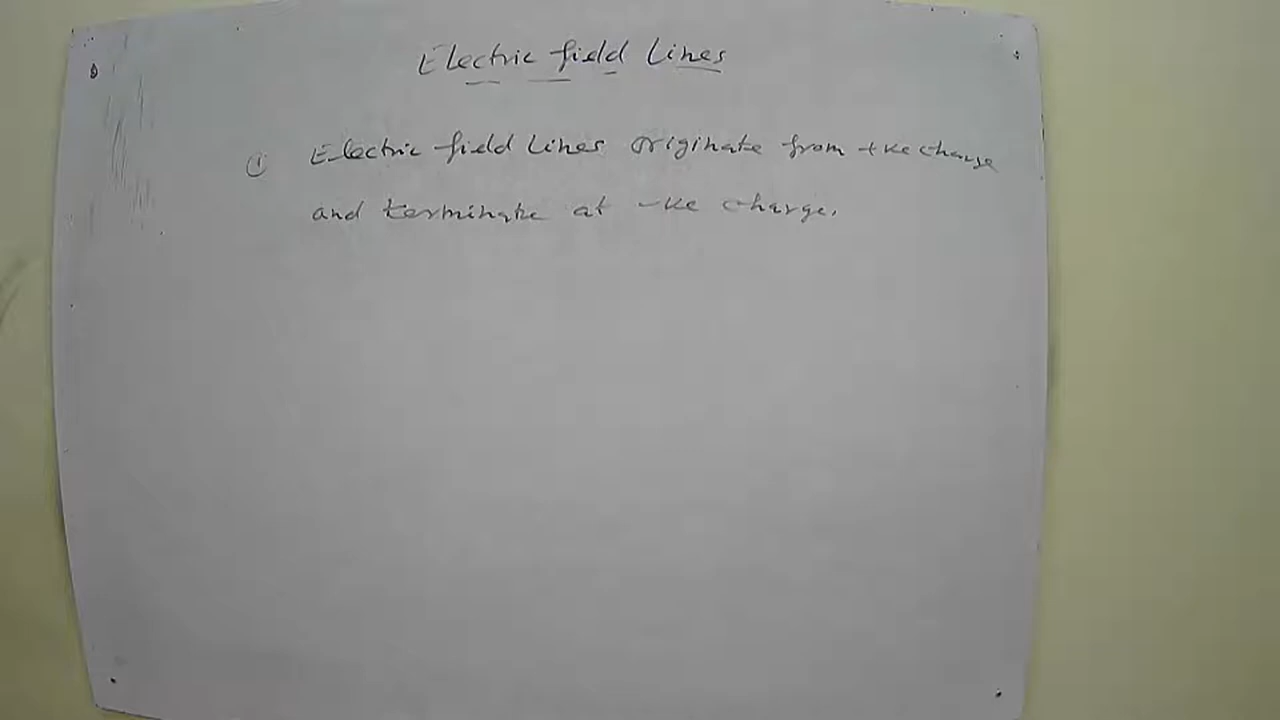 Electric field Lines
① Electric field Lines originate from +ve charge
and terminate at -ve charge.